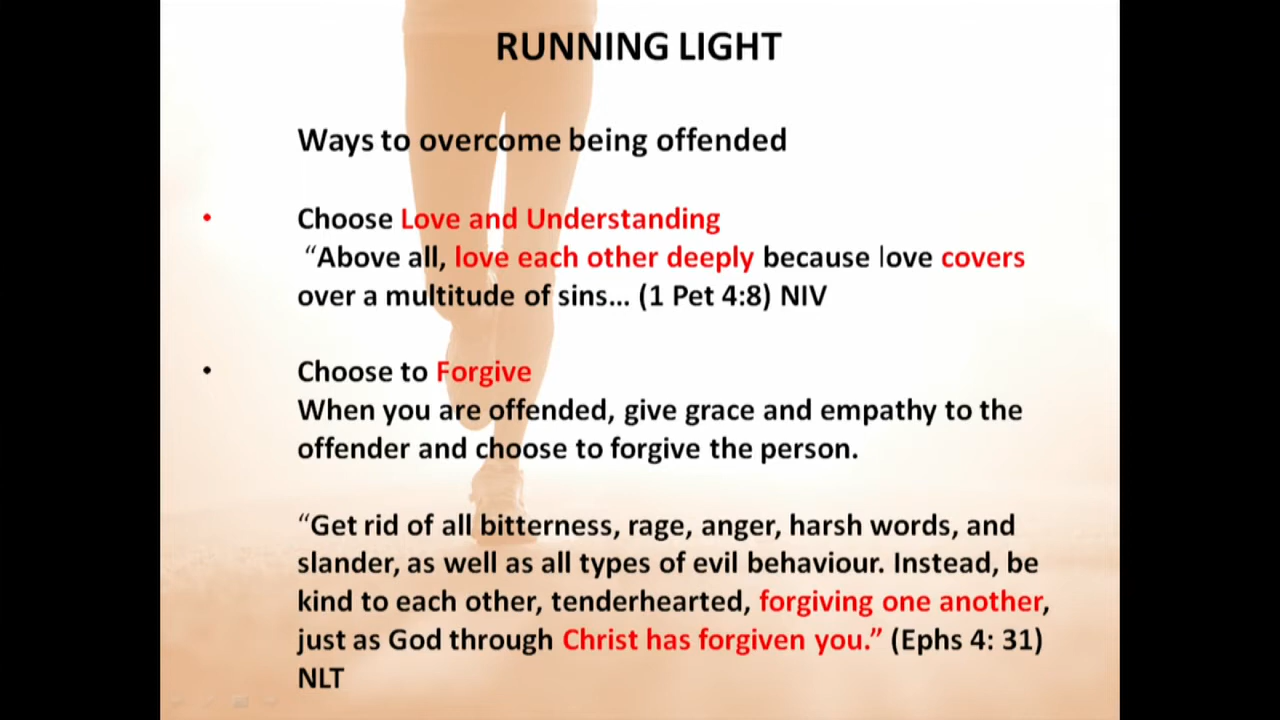 RUNNING LIGHT
Ways to overcome being offended
• Choose Love and Understanding
“Above all, love each other deeply because love covers
over a multitude of sins... (1 Pet 4:8) NIV
• Choose to Forgive
When you are offended, give grace and empathy to the
offender and choose to forgive the person.
“Get rid of all bitterness, rage, anger, harsh words, and
slander, as well as all types of evil behaviour. Instead, be
kind to each other, tenderhearted, forgiving one another,
just as God through Christ has forgiven you.” (Ephs 4: 31)
NLT